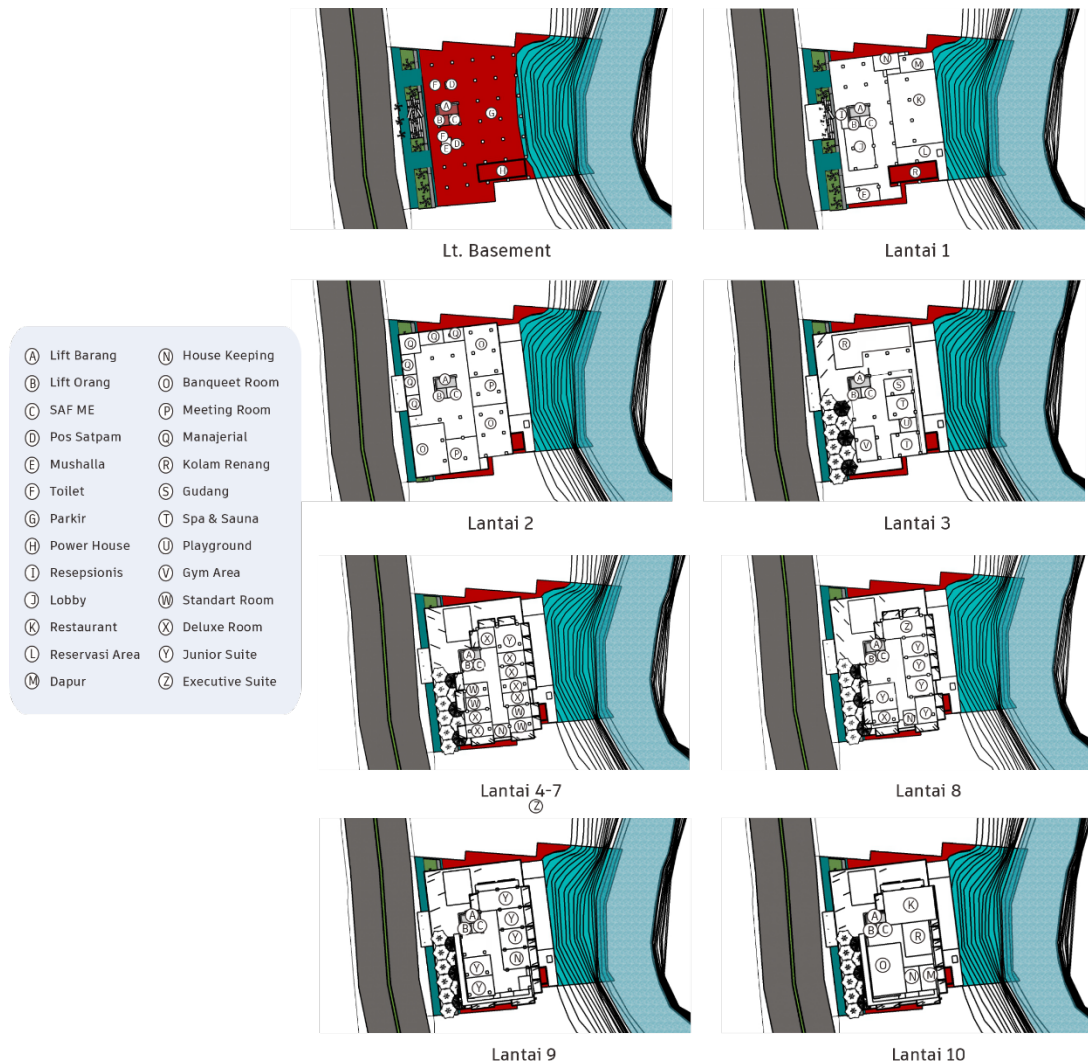 F D
A
B C
G
F
D
F
H
Lt. Basement
N
M
K
A
I
B C
J
L
R
E
Lantai 1
Q Q Q
O
Q
A
Q
B C
P
Q
O
O
P
Lantai 2
R
A
S
B C
T
U
V
I
Lantai 3
A Lift Barang
B Lift Orang
C SAF ME
D Pos Satpam
E Mushalla
F Toilet
G Parkir
H Power House
I Resepsionis
J Lobby
K Restaurant
L Reservasi Area
M Dapur
N House Keeping
O Banqueet Room
P Meeting Room
Q Manajerial
R Kolam Renang
S Gudang
T Spa & Sauna
U Playground
V Gym Area
W Standart Room
X Deluxe Room
Y Junior Suite
Z Executive Suite
X Y
A
B C
X
X
W
X
W
X
X
W
X
N
W
Lantai 4-7
Z
Z
A
Y
B C
Y
Y
Y
X
N
Y
Lantai 8
Y
A
Y
B C
Y
N
Y
Y
Lantai 9
K
A
B C
R
O
N M
Lantai 10